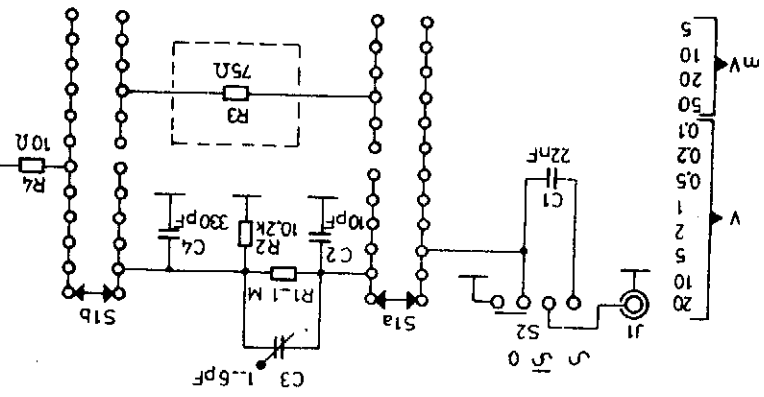 C3 1--6pF
0
J1
S2
S1a
S1b
R1 1 M
20
10
5
2
1
0,5
0,2
0,1
V
C1
22nF
C2
10pF
R2
10,2k
C4
330pF
R4
10Ω
50
20
10
5
mV
R3
75Ω